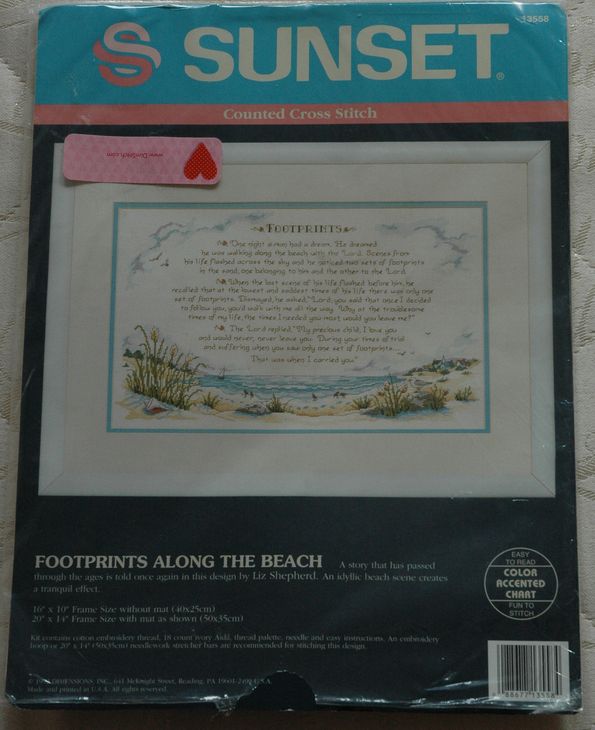 13558
SUNSET®
Counted Cross Stitch
www.DimStitch.com
FOOTPRINTS
One night a man had a dream. He dreamed
he was walking along the beach with the Lord. Scenes from
his life flashed across the sky and he noticed two sets of footprints
in the sand, one belonging to him and the other to the Lord.
When the last scene of his life flashed before him, he
recalled that at the lowest and saddest times of his life there was only one
set of footprints. Dismayed, he asked, "Lord, you said that once I decided
to follow you, you'd walk with me all the way. Why at the troublesome
times of my life, the times I needed you most, would you leave me?"
The Lord replied, "My precious child, I love you
and would never, never leave you. During your times of trial
and suffering when you saw only one set of footprints...
That was when I carried you."
FOOTPRINTS ALONG THE BEACH A story that has passed
through the ages is told once again in this design by Liz Shepherd. An idyllic beach scene creates
a tranquil effect.
16" x 10" Frame Size without mat (40x25cm)
20" x 14" Frame Size with mat as shown (50x35cm)
Kit contains cotton embroidery thread, 18 count ivory Aida, thread palette, needle and easy instructions. An embroidery
hoop or 20" x 14" (50x35cm) needlework stretcher bars are recommended for stitching this design.
DIMENSIONS, INC., 641 McKnight Street, Reading, PA 19601-2499 U.S.A.
Made and printed in U.S.A. All rights reserved.
EASY
TO READ
COLOR
ACCENTED
CHART
FUN TO
STITCH
88677 13558